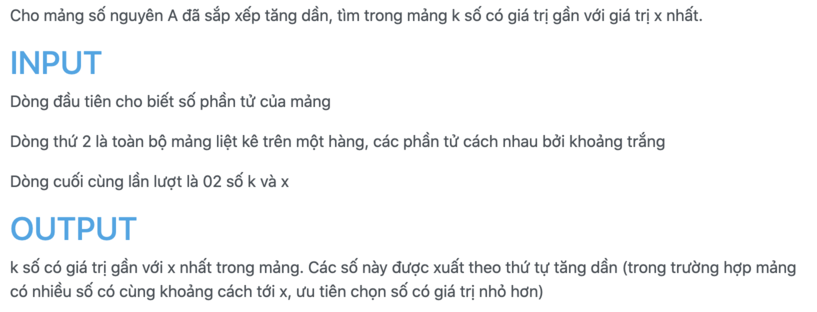 Cho mảng số nguyên A đã sắp xếp tăng dần, tìm trong mảng k số có giá trị gần với giá trị x nhất.
INPUT
Dòng đầu tiên cho biết số phần tử của mảng
Dòng thứ 2 là toàn bộ mảng liệt kê trên một hàng, các phần tử cách nhau bởi khoảng trắng
Dòng cuối cùng lần lượt là 02 số k và x
OUTPUT
k số có giá trị gần với x nhất trong mảng. Các số này được xuất theo thứ tự tăng dần (trong trường hợp mảng
có nhiều số có cùng khoảng cách tới x, ưu tiên chọn số có giá trị nhỏ hơn)